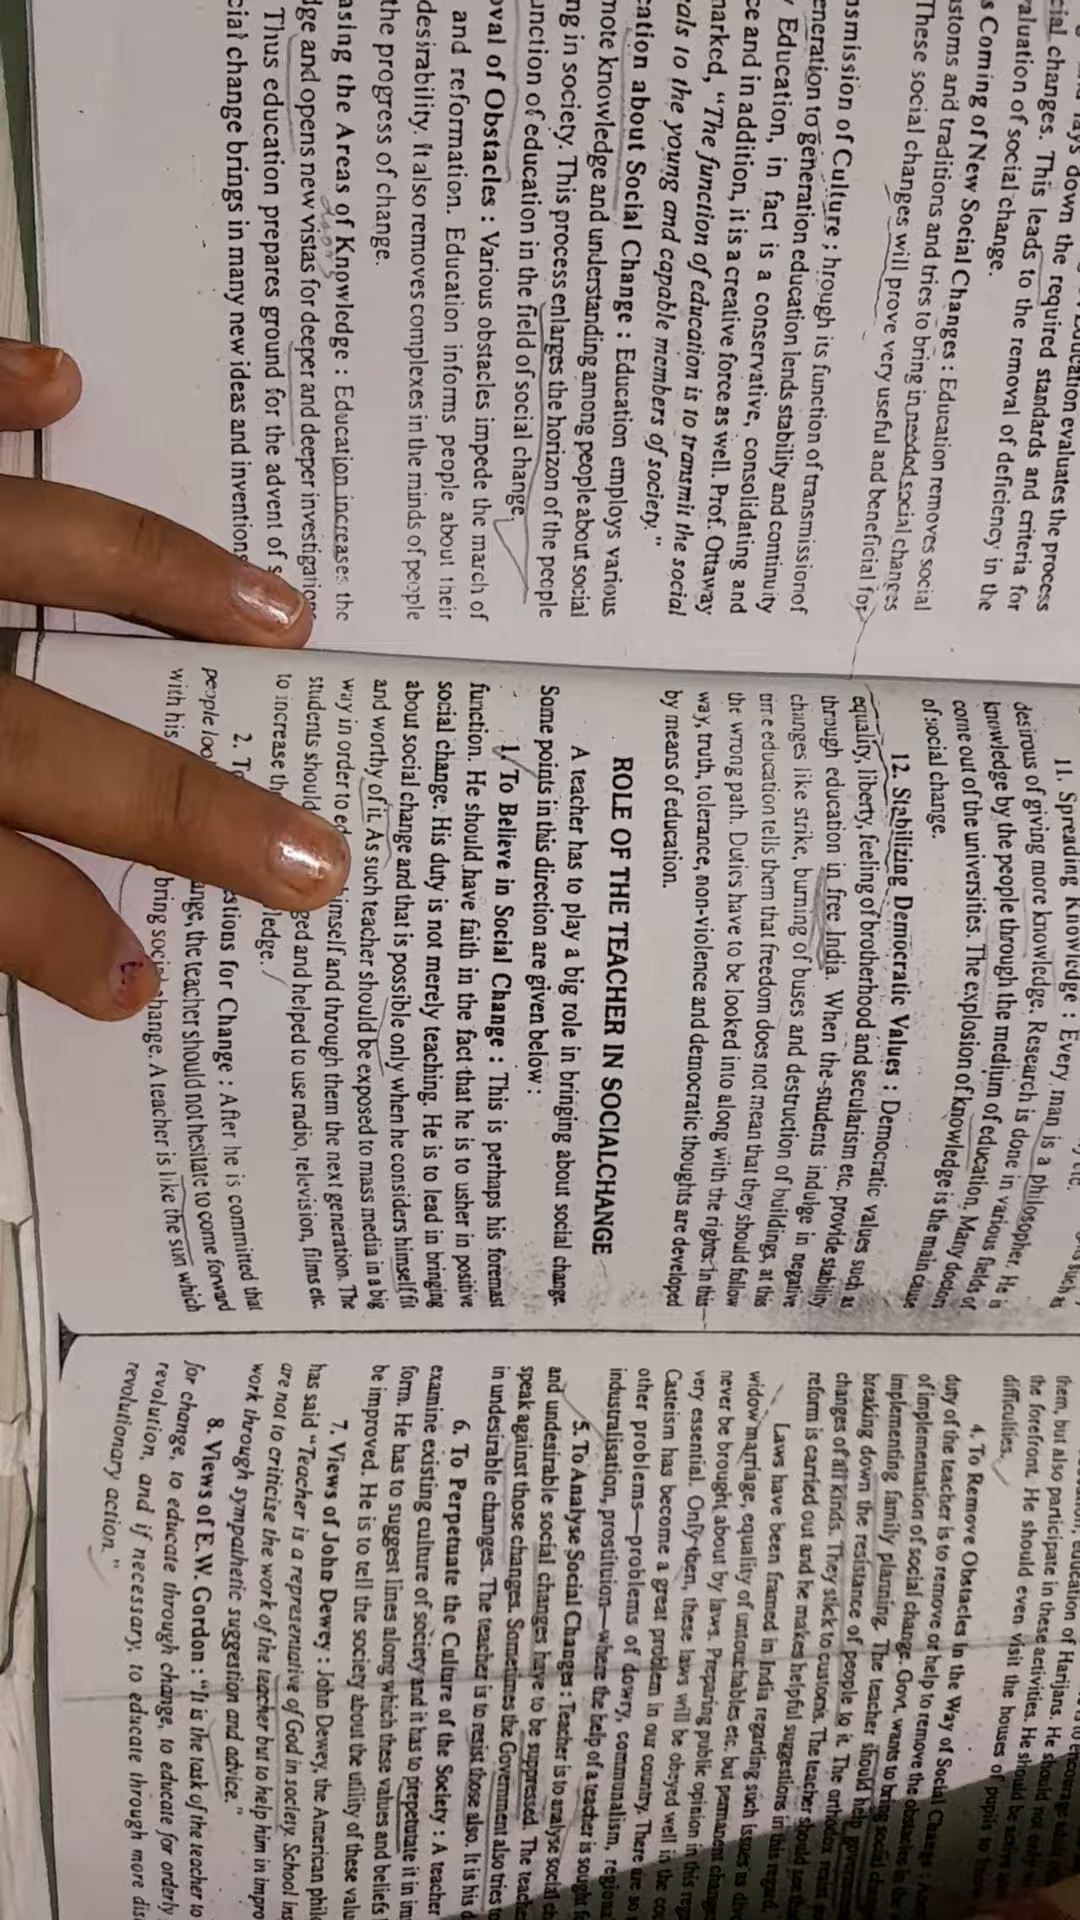 lays down the required standards and criteria for
cial changes. This leads to the removal of deficiency in the
valuation of social change.
s Coming of New Social Changes : Education removes social
stoms and traditions and tries to bring in needed social changes
These social changes will prove very useful and beneficial for
smission of Culture ; hrough its function of transmission of
eneration to generation education lends stability and continuity
Education, in fact is a conservative, consolidating and
ce and in addition, it is a creative force as well. Prof. Ottaway
marked, "The function of education is to transmit the social
rals to the young and capable members of society."
cation about Social Change : Education employs various
note knowledge and understanding among people about social
ng in society. This process enlarges the horizon of the people
unction of education in the field of social change.
oval of Obstacles : Various obstacles impede the march of
and reformation. Education informs people about their
desirability. It also removes complexes in the minds of people
the progress of change.
asing the Areas of Knowledge : Education increases the
dge and opens new vistas for deeper and deeper investigation
Thus education prepares ground for the advent of s
cial change brings in many new ideas and invention
11. Spreading Knowledge : Every man is a philosopher. He is
desirous of giving more knowledge. Research is done in various fields of
knowledge by the people through the medium of education. Many doctors
come out of the universities. The explosion of knowledge is the main cause
of social change.
12. Stabilizing Democratic Values : Democratic values such as
equality, liberty, feeling of brotherhood and secularism etc. provide stability
through education in free India. When the students indulge in negative
changes like strike, burning of buses and destruction of buildings, at this
time education tells them that freedom does not mean that they should follow
the wrong path. Duties have to be looked into along with the rights. In this
way, truth, tolerance, non-violence and democratic thoughts are developed
by means of education.
ROLE OF THE TEACHER IN SOCIALCHANGE
A teacher has to play a big role in bringing about social change.
Some points in this direction are given below :
1. To Believe in Social Change : This is perhaps his foremost
function. He should have faith in the fact that he is to usher in positive
social change. His duty is not merely teaching. He is to lead in bringing
about social change and that is possible only when he considers himself fit
and worthy of it. As such teacher should be exposed to mass media in a big
way in order to ed himself and through them the next generation. The
students should ged and helped to use radio, television, films etc.
to increase th ledge.
2. To stions for Change : After he is committed that
people loo ange, the teacher should not hesitate to come forward
with his bring social change. A teacher is like the sun which
education of Harijans. He should not
them, but also participate in these activities. He should be
the forefront. He should even visit the houses of pupils to
difficulties.
4. To Remove Obstacles in the Way of Social Change :
duty of the teacher is to remove or help to remove the obstacles in the
of implementation of social change. Govt. wants to bring social change
implementing family planning. The teacher should help government
breaking down the resistance of people to it. The orthodox
changes of all kinds. They stick to customs. The teacher should see that
reform is carried out and he makes helpful suggestions in this regard.
Laws have been framed in India regarding such issues as
widow marriage, equality of untouchables etc. but permanent change
never be brought about by laws. Preparing public opinion in this
very essential. Only then, these laws will be obeyed well in the
Casteism has become a great problem in our country. There are so
other problems—problems of dowry, communalism,
industralisation, prostituion—where the help of a teacher is sought
5. To Analyse Social Changes : Teacher is to analyse social
and undesirable social changes have to be suppressed. The
speak against those changes. Sometimes the Government also tries
in undesirable changes. The teacher is to resist those also. It is his
6. To Perpetuate the Culture of the Society : A teacher
examine existing culture of society and it has to prepetuate it in im
form. He has to suggest lines along which these values and beliefs
be improved. He is to tell the society about the utility of these valu
7. Views of John Dewey : John Dewey, the American phil
has said "Teacher is a representative of God in society. School ins
are not to criticise the work of the teacher but to help him in impro
work through sympathetic suggestion and advice."
8. Views of E.W. Gordon : "It is the task of the teacher to
for change, to educate through change, to educate for orderly
revolution, and if necessary, to educate through more dis
revolutionary action."